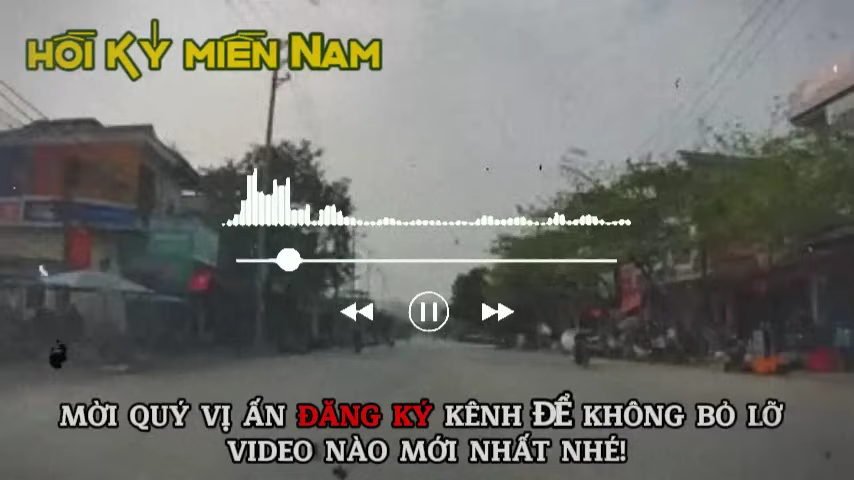 HỒI KÝ MIỀN NAM
MỜI QUÝ VỊ ẤN ĐĂNG KÝ KÊNH ĐỂ KHÔNG BỎ LỠ
VIDEO NÀO MỚI NHẤT NHÉ!